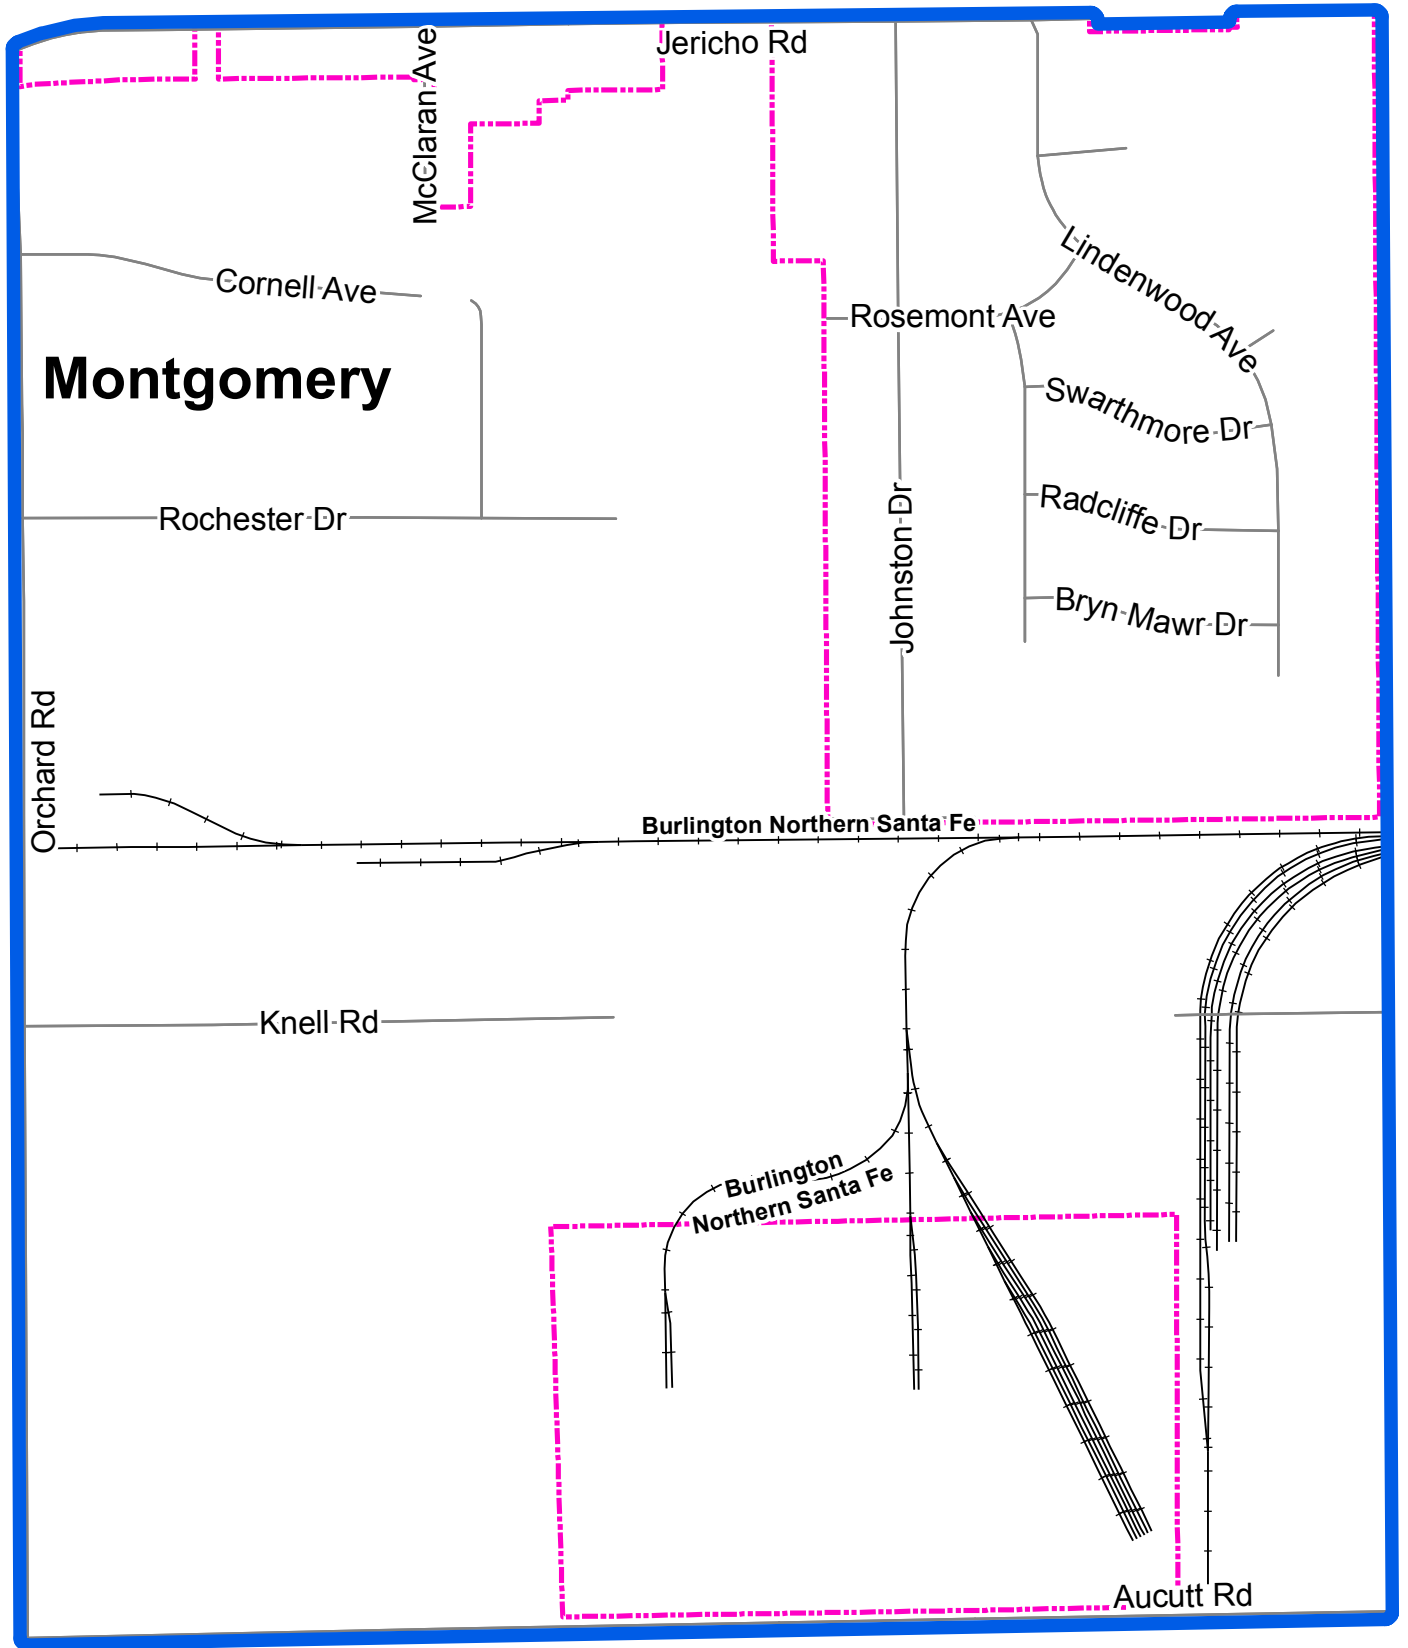 Jericho Rd
McClaran Ave
Lindenwood Ave
Cornell Ave
Rosemont Ave
Montgomery
Swarthmore Dr
Radcliffe Dr
Rochester Dr
Johnston Dr
Bryn Mawr Dr
Orchard Rd
Burlington Northern Santa Fe
Knell Rd
Burlington
Northern Santa Fe
Aucutt Rd